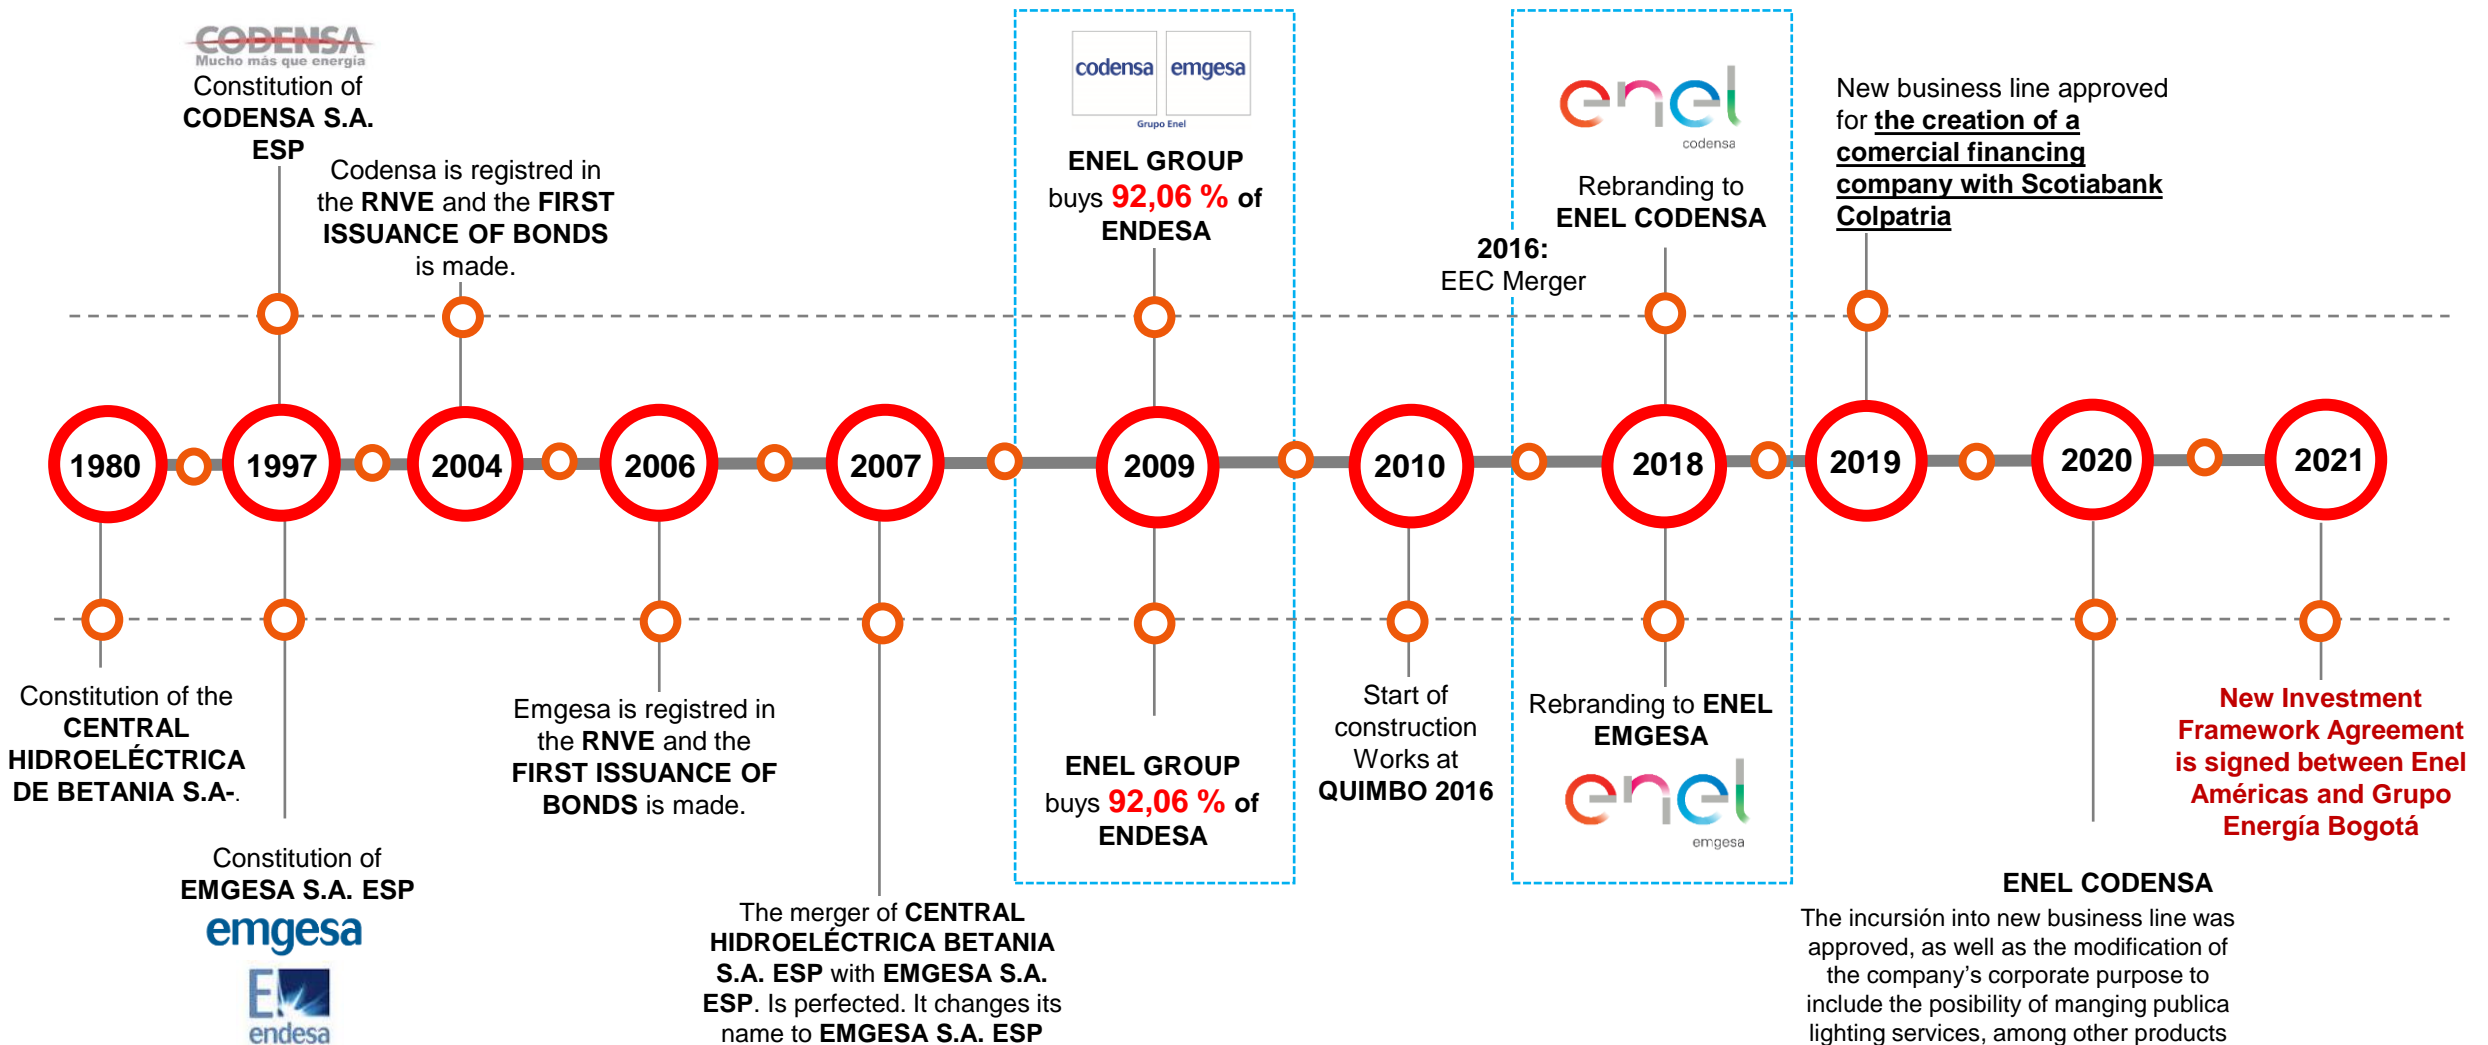 CODENSA
Mucho más que energía
Constitution of
CODENSA S.A.
ESP
Codensa is registred in
the RNVE and the FIRST
ISSUANCE OF BONDS
is made.
codensa
emgesa
Grupo Enel
ENEL GROUP
buys 92,06 % of
ENDESA
2016:
EEC Merger
enel
codensa
Rebranding to
ENEL CODENSA
New business line approved
for the creation of a
comercial financing
company with Scotiabank
Colpatria
1980
1997
2004
2006
2007
2009
2010
2018
2019
2020
2021
Constitution of the
CENTRAL
HIDROELÉCTRICA
DE BETANIA S.A-.
Constitution of
EMGESA S.A. ESP
emgesa
E
endesa
Emgesa is registred in
the RNVE and the
FIRST ISSUANCE OF
BONDS is made.
The merger of CENTRAL
HIDROELÉCTRICA BETANIA
S.A. ESP with EMGESA S.A.
ESP. Is perfected. It changes its
name to EMGESA S.A. ESP
ENEL GROUP
buys 92,06 % of
ENDESA
Start of
construction
Works at
QUIMBO 2016
Rebranding to ENEL
EMGESA
enel
emgesa
ENEL CODENSA
The incursión into new business line was
approved, as well as the modification of
the company's corporate purpose to
include the posibility of manging publica
lighting services, among other products
New Investment
Framework Agreement
is signed between Enel
Américas and Grupo
Energía Bogotá